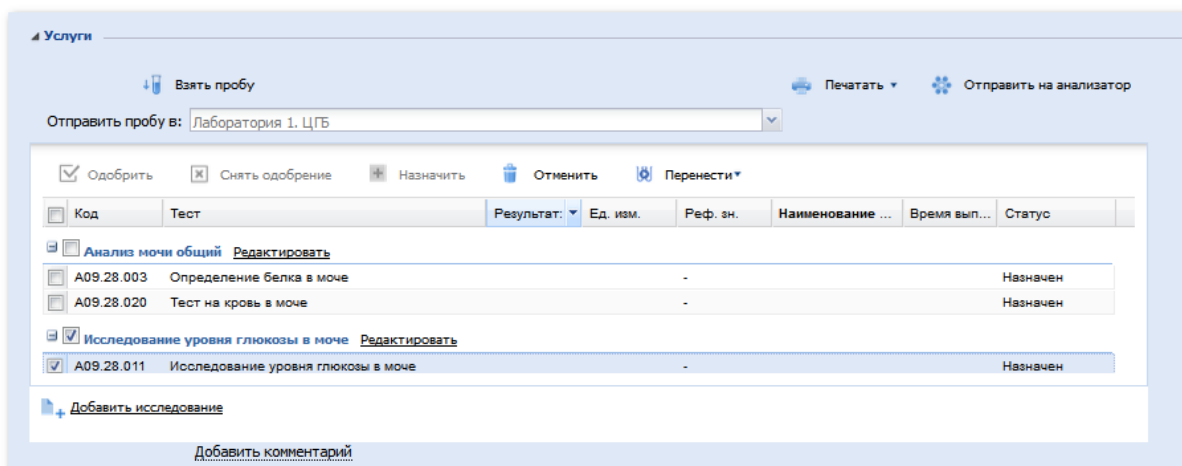 Услуги
Взять пробу Печатать Отправить на анализатор
Отправить пробу в: Лаборатория 1. ЦГБ
Одобрить Снять одобрение Назначить Отменить Перенести
Код Тест Результат: Ед. изм. Реф. зн. Наименование ... Время вып... Статус
Анализ мочи общий Редактировать
A09.28.003 Определение белка в моче - Назначен
A09.28.020 Тест на кровь в моче - Назначен
Исследование уровня глюкозы в моче Редактировать
A09.28.011 Исследование уровня глюкозы в моче - Назначен
Добавить исследование
Добавить комментарий